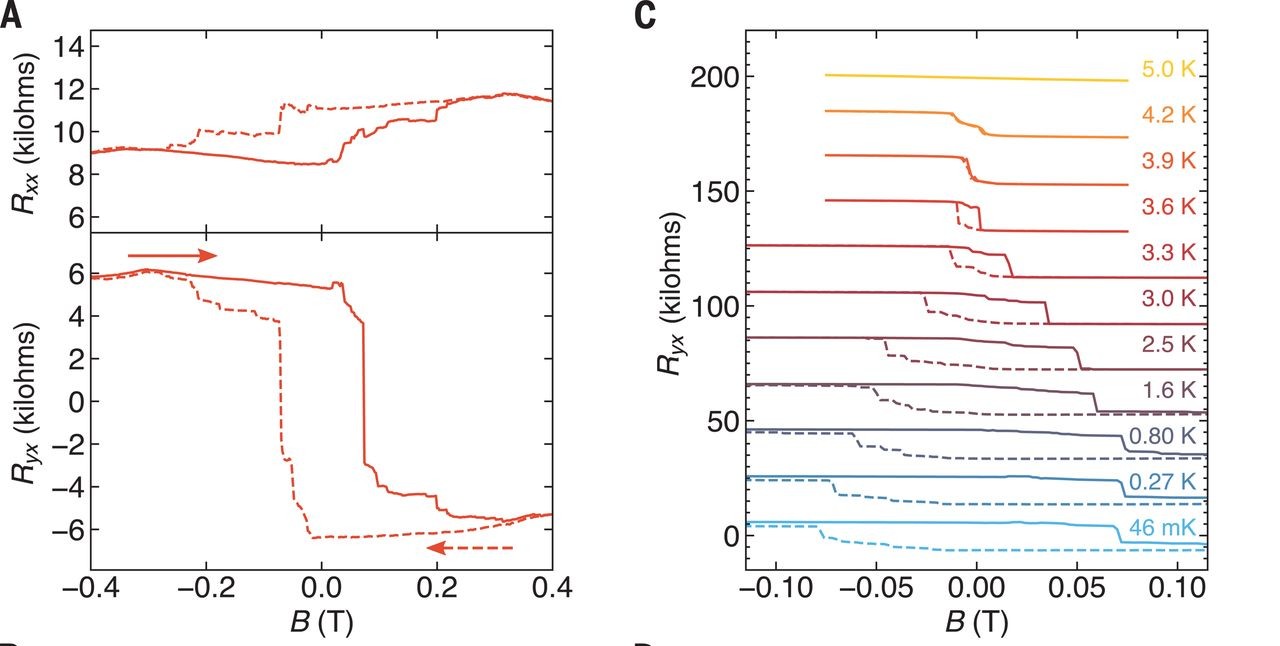 A
14
12
10
8
6
Rxx (kilohms)
6
4
2
0
−2
−4
−6
Ryx (kilohms)
−0.4 −0.2 0.0 0.2 0.4
B (T)
C
200
150
100
50
0
Ryx (kilohms)
5.0 K
4.2 K
3.9 K
3.6 K
3.3 K
3.0 K
2.5 K
1.6 K
0.80 K
0.27 K
46 mK
−0.10 −0.05 0.00 0.05 0.10
B (T)